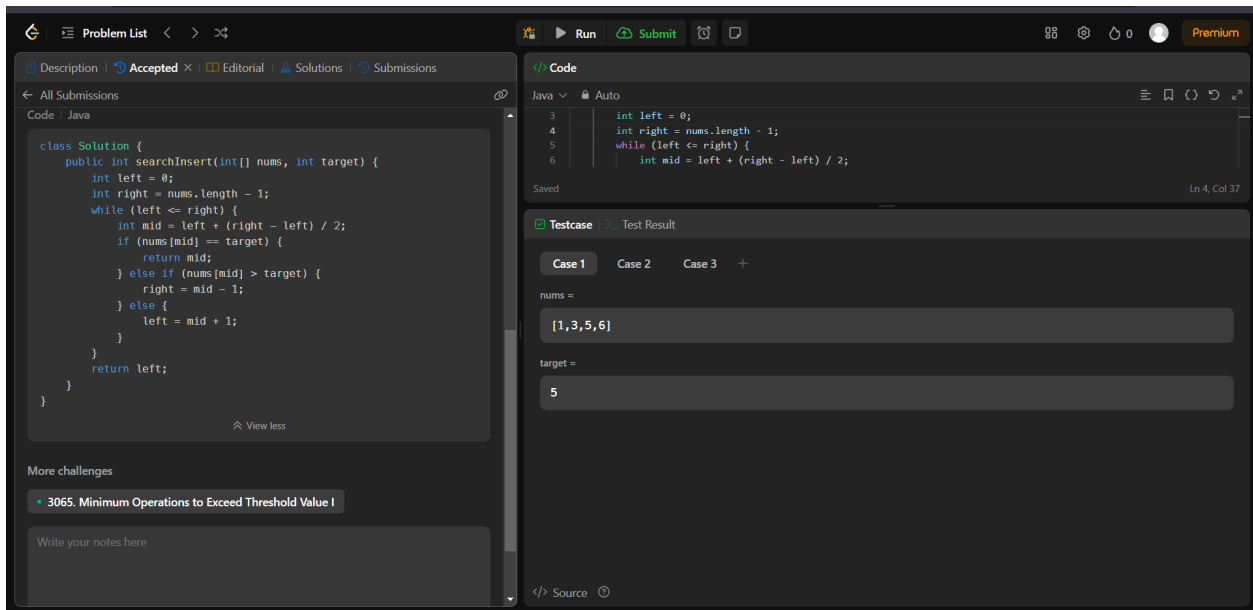 Problem List
Run
Submit
0
Premium
Description
Accepted
Editorial
Solutions
Submissions
All Submissions
Code
Java
class Solution {
    public int searchInsert(int[] nums, int target) {
        int left = 0;
        int right = nums.length - 1;
        while (left <= right) {
            int mid = left + (right - left) / 2;
            if (nums[mid] == target) {
                return mid;
            } else if (nums[mid] > target) {
                right = mid - 1;
            } else {
                left = mid + 1;
            }
        }
        return left;
    }
}
View less
More challenges
3065. Minimum Operations to Exceed Threshold Value I
Write your notes here
</> Code
Java
Auto
3 int left = 0;
4 int right = nums.length - 1;
5 while (left <= right) {
6 int mid = left + (right - left) / 2;
Saved
Ln 4, Col 37
Testcase
>_ Test Result
Case 1
Case 2
Case 3
+
nums =
[1,3,5,6]
target =
5
</> Source